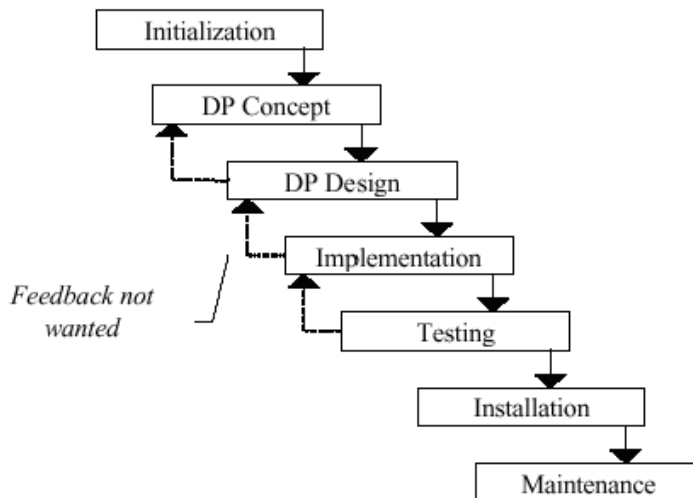 Initialization
DP Concept
DP Design
Implementation
Feedback not
wanted
Testing
Installation
Maintenance